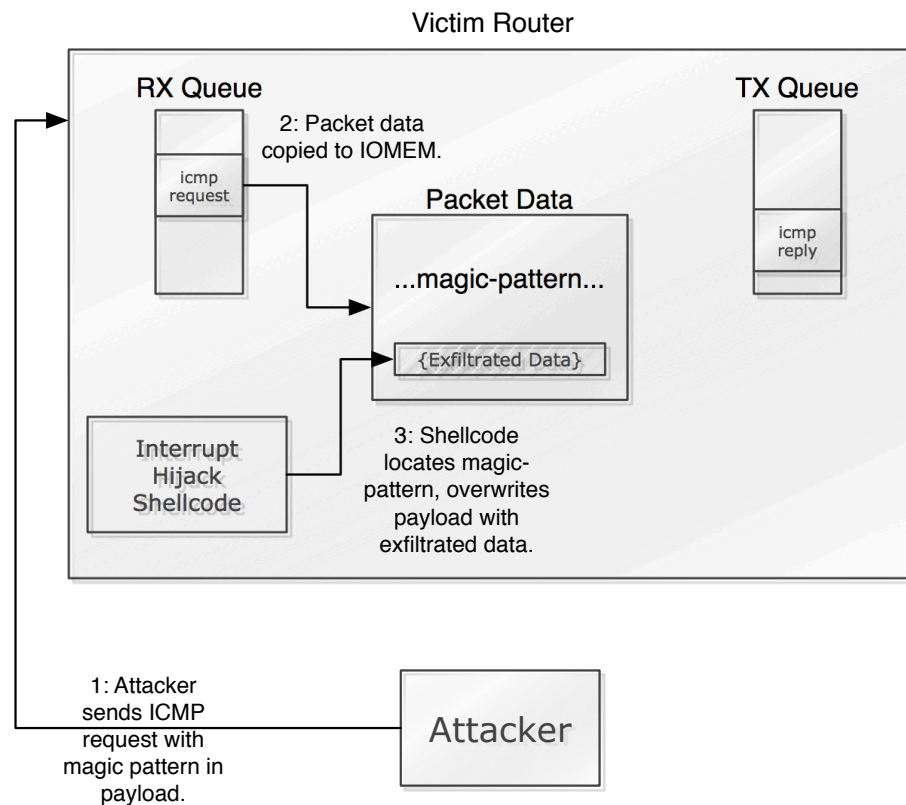 Victim Router
RX Queue
TX Queue
2: Packet data
copied to IOMEM.
icmp
request
Packet Data
icmp
reply
...magic-pattern...
{Exfiltrated Data}
Interrupt
Hijack
Shellcode
3: Shellcode
locates magic-
pattern, overwrites
payload with
exfiltrated data.
1: Attacker
sends ICMP
request with
magic pattern in
payload.
Attacker